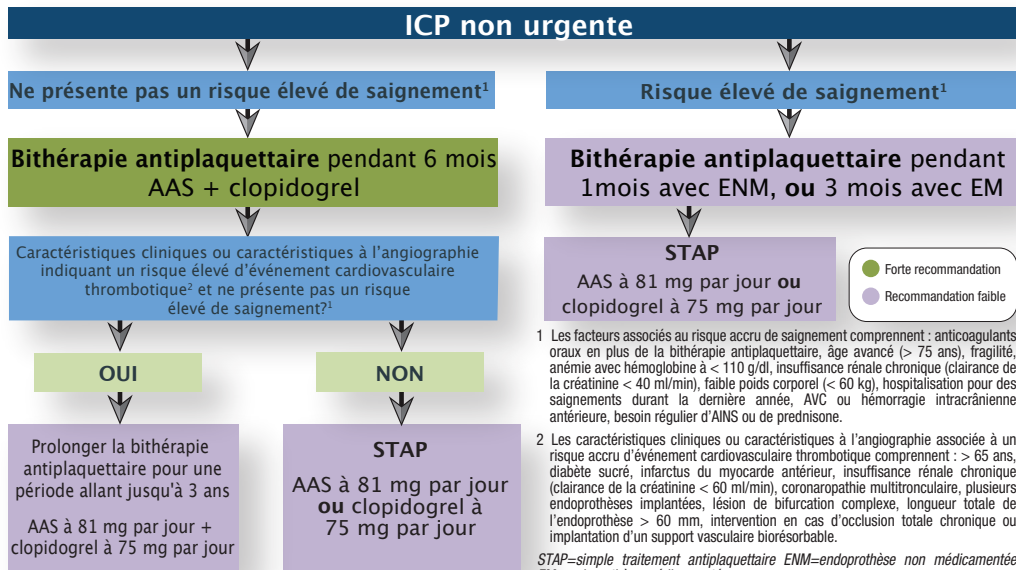 ICP non urgente
Ne présente pas un risque élevé de saignement¹
Bithérapie antiplaquettaire pendant 6 mois
AAS + clopidogrel
Caractéristiques cliniques ou caractéristiques à l'angiographie
indiquant un risque élevé d'événement cardiovasculaire
thrombotique² et ne présente pas un risque
élevé de saignement?¹
OUI
Prolonger la bithérapie
antiplaquettaire pour une
période allant jusqu'à 3 ans
AAS à 81 mg par jour +
clopidogrel à 75 mg par jour
NON
STAP
AAS à 81 mg par jour
ou clopidogrel à
75 mg par jour
Risque élevé de saignement¹
Bithérapie antiplaquettaire pendant
1mois avec ENM, ou 3 mois avec EM
STAP
AAS à 81 mg par jour ou
clopidogrel à 75 mg par jour
Forte recommandation
Recommandation faible
1 Les facteurs associés au risque accru de saignement comprennent : anticoagulants
oraux en plus de la bithérapie antiplaquettaire, âge avancé (> 75 ans), fragilité,
anémie avec hémoglobine à < 110 g/dl, insuffisance rénale chronique (clairance de
la créatinine < 40 ml/min), faible poids corporel (< 60 kg), hospitalisation pour des
saignements durant la dernière année, AVC ou hémorragie intracrânienne
antérieure, besoin régulier d'AINS ou de prednisone.
2 Les caractéristiques cliniques ou caractéristiques à l'angiographie associée à un
risque accru d'événement cardiovasculaire thrombotique comprennent : > 65 ans,
diabète sucré, infarctus du myocarde antérieur, insuffisance rénale chronique
(clairance de la créatinine < 60 ml/min), coronaropathie multitronculaire, plusieurs
endoprothèses implantées, lésion de bifurcation complexe, longueur totale de
l'endoprothèse > 60 mm, intervention en cas d'occlusion totale chronique ou
implantation d'un support vasculaire biorésorbable.
STAP=simple traitement antiplaquettaire ENM=endoprothèse non médicamentée